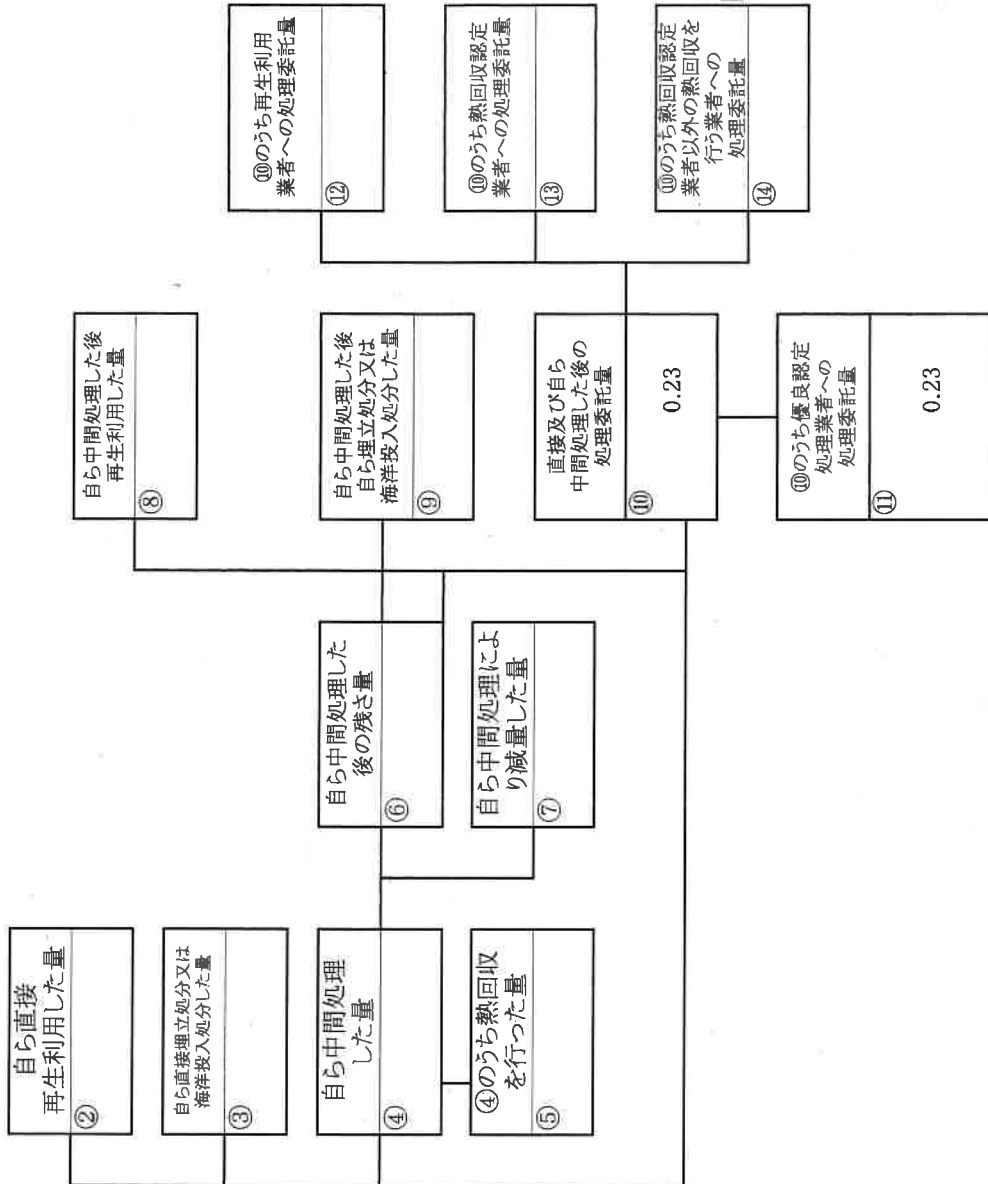 自ら直接
再生利用した量
②
自ら直接埋立処分又は
海洋投入処分した量
③
自ら中間処理
した量
④
④のうち熱回収
を行った量
⑤
自ら中間処理した
後の残さ量
⑥
自ら中間処理によ
り減量した量
⑦
自ら中間処理した後
再生利用した量
⑧
自ら中間処理した後
自ら埋立処分又は
海洋投入処分した量
⑨
直接及び自ら
中間処理した後の
処理委託量
⑩
0.23
⑩のうち優良認定
処理業者への
処理委託量
⑪
0.23
⑩のうち再生利用
業者への処理委託量
⑫
⑩のうち熱回収認定
業者への処理委託量
⑬
⑩のうち熱回収認定
業者以外の熱回収を
行う業者への
処理委託量
⑭